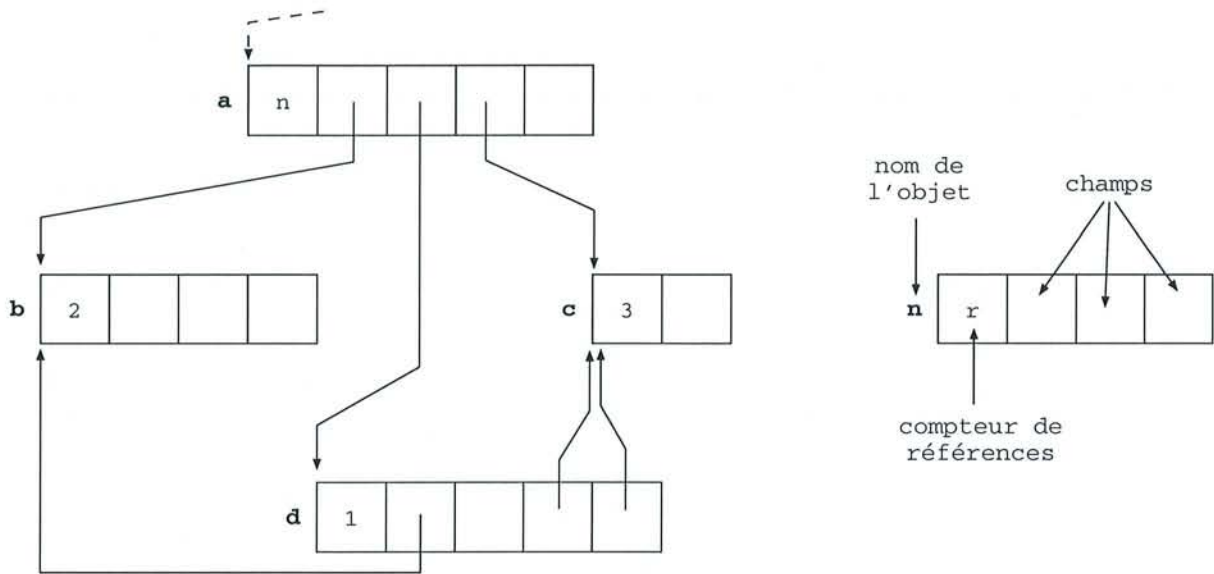 a
n
nom de
l'objet
champs
b
2
c
3
n
r
compteur de
références
d
1